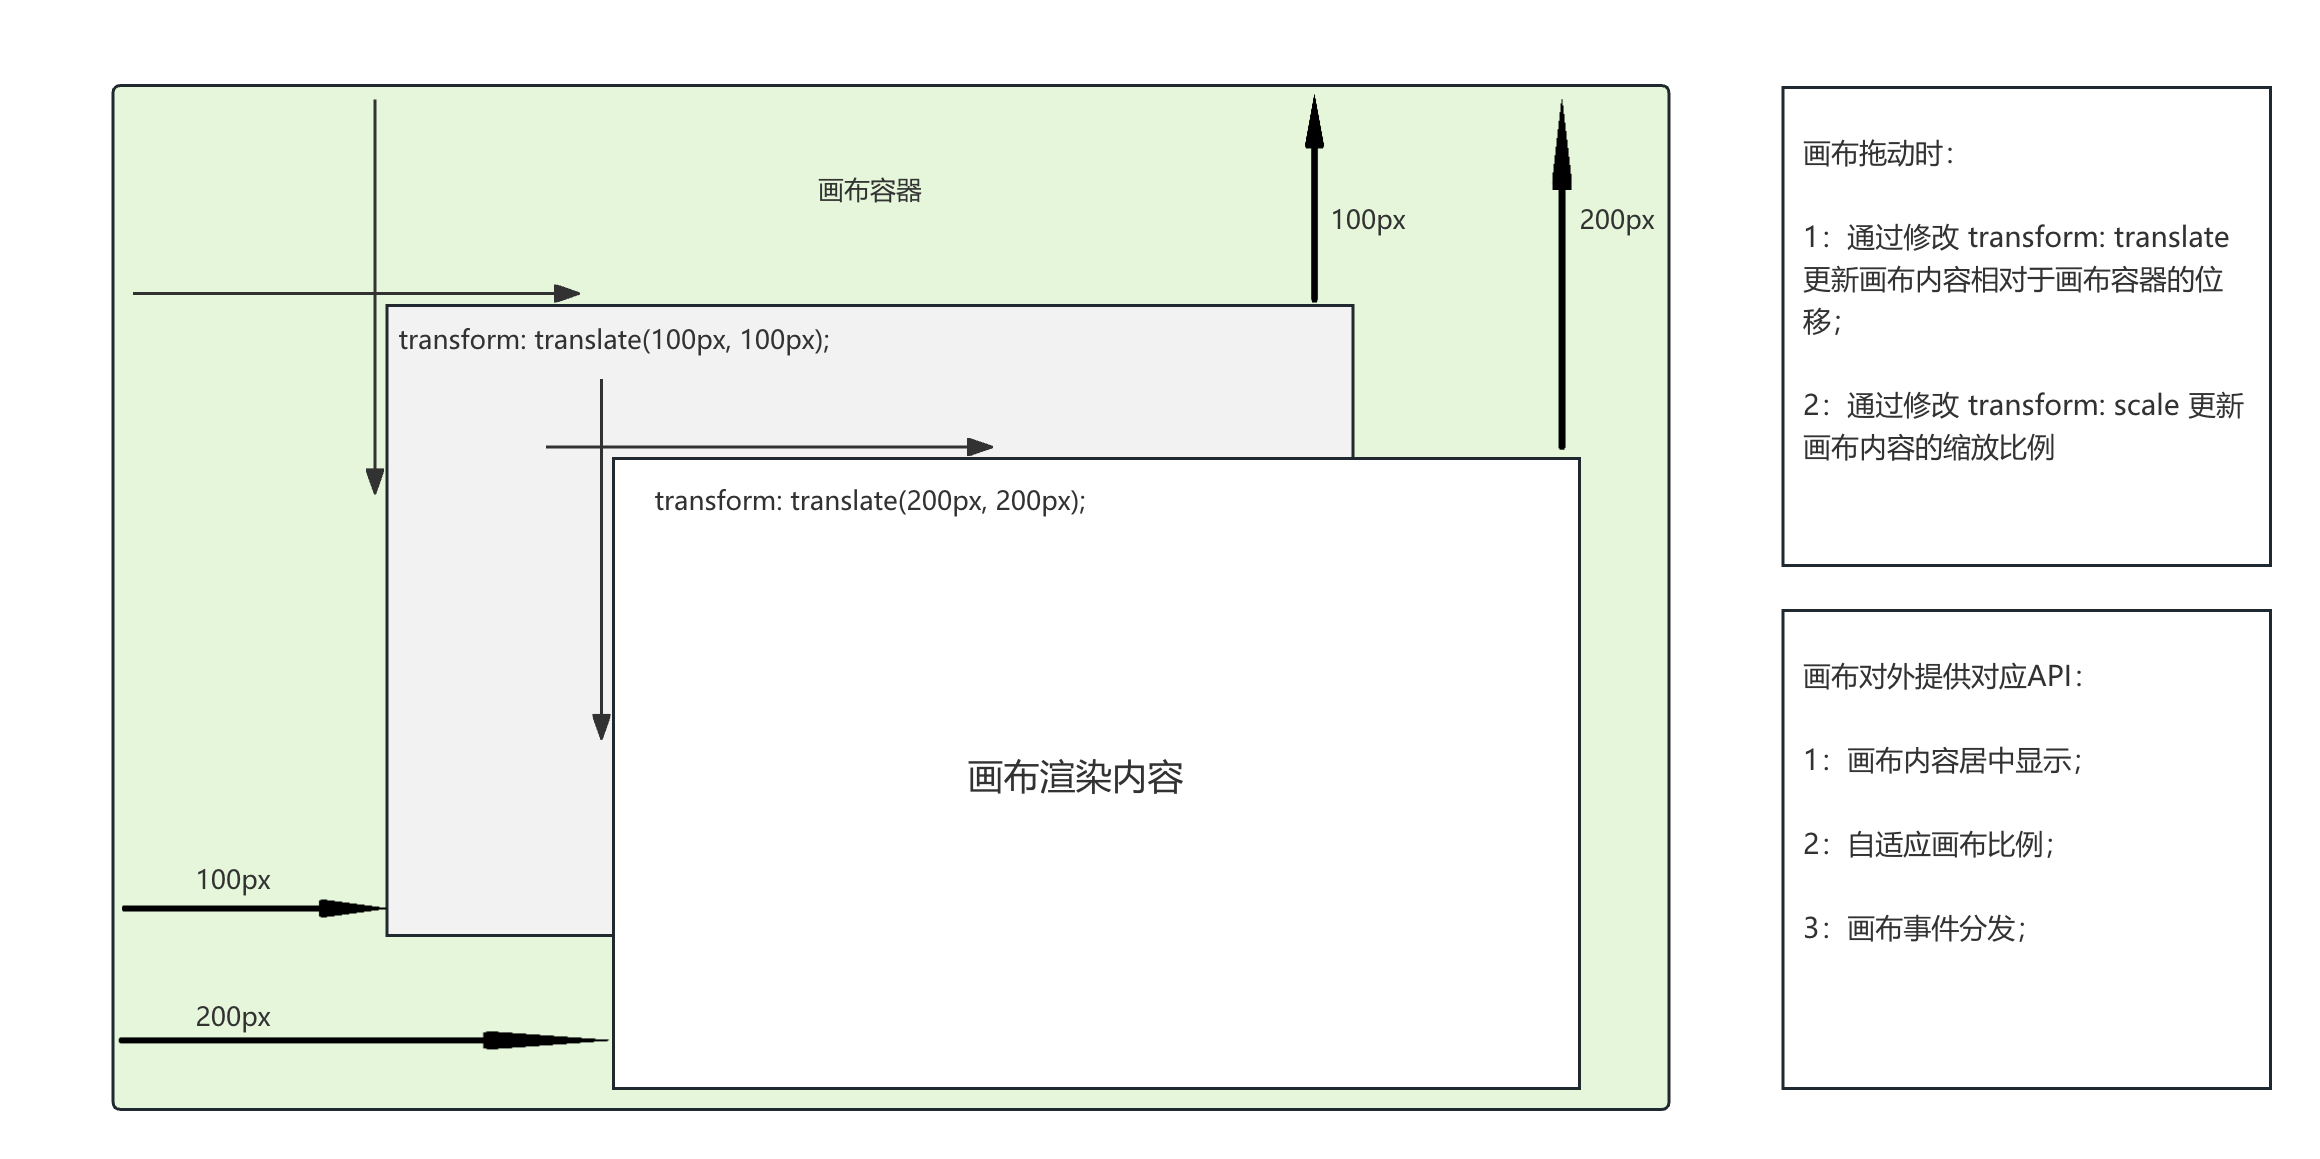 画布容器
100px
200px
transform: translate(100px, 100px);
transform: translate(200px, 200px);
画布渲染内容
100px
200px
画布拖动时：
1：通过修改 transform: translate
更新画布内容相对于画布容器的位
移；
2：通过修改 transform: scale 更新
画布内容的缩放比例
画布对外提供对应API：
1：画布内容居中显示；
2：自适应画布比例；
3：画布事件分发；